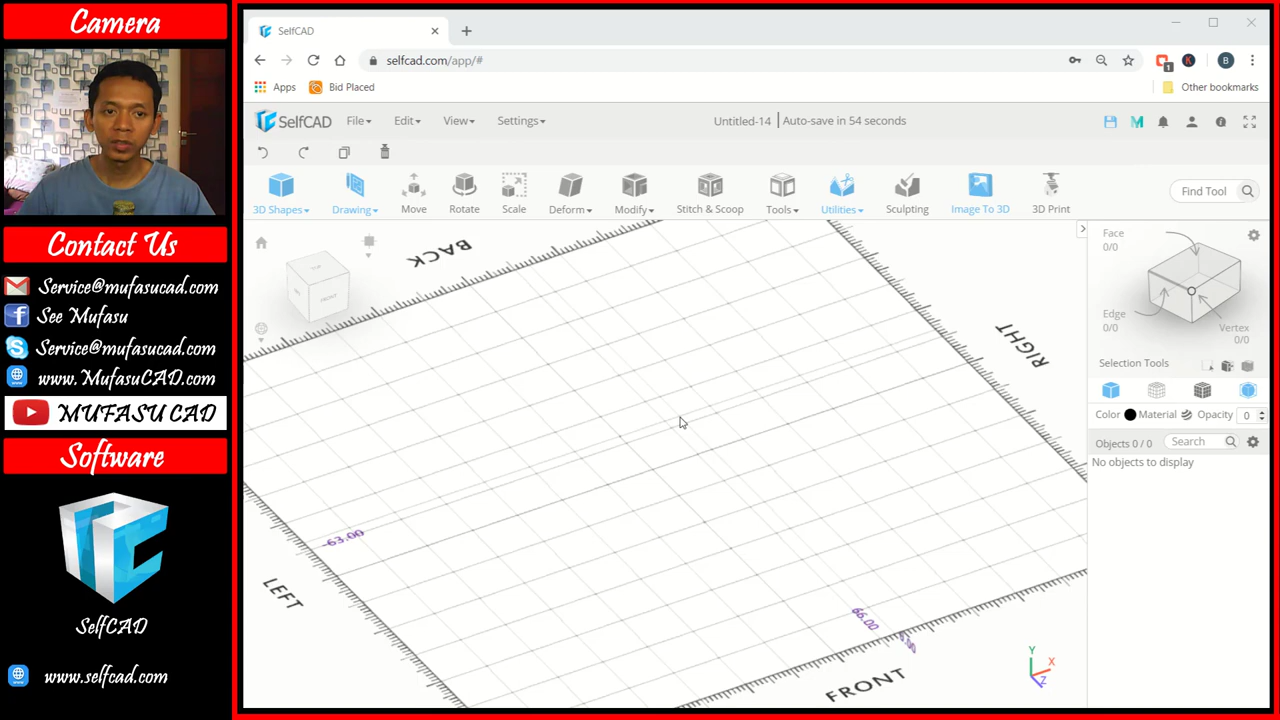 Camera
Contact Us
Service@mufasucad.com
See Mufasu
Service@mufasucad.com
www.MufasuCAD.com
MUFASU CAD
Software
SelfCAD
www.selfcad.com
SelfCAD
selfcad.com/app/#
1
K
B
Apps
Bid Placed
Other bookmarks
SelfCAD
File
Edit
View
Settings
Untitled-14
Auto-save in 54 seconds
3D Shapes
Drawing
Move
Rotate
Scale
Deform
Modify
Stitch & Scoop
Tools
Utilities
Sculpting
Image To 3D
3D Print
Find Tool
BACK
RIGHT
LEFT
FRONT
TOP
FRONT
-63.00
66.00
Y
X
Z
Face
0/0
Edge
0/0
Vertex
0/0
Selection Tools
Color
Material
Opacity
0
Objects 0 / 0
Search
No objects to display